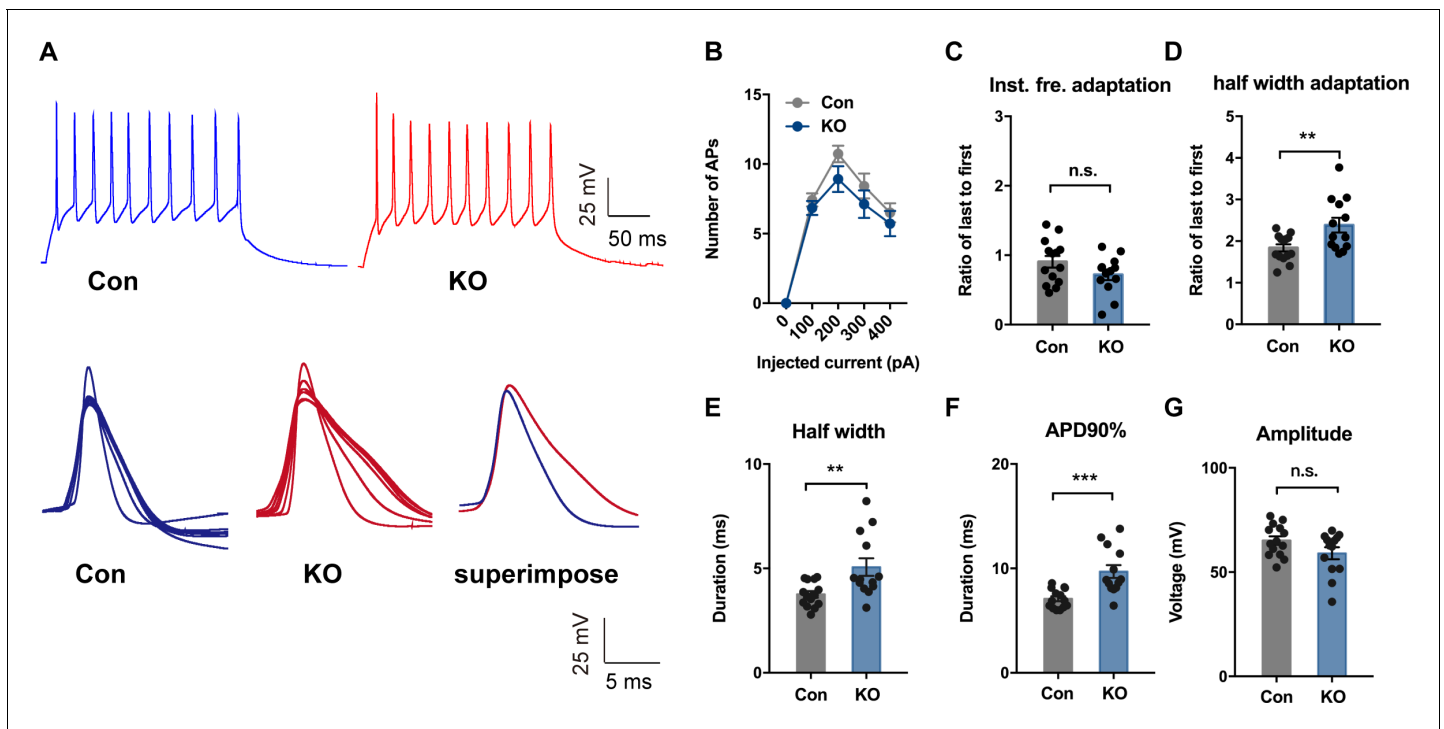 A
Con
KO
25 mV
50 ms
Con
KO
superimpose
25 mV
5 ms
B
15
10
5
0
Number of APs
Con
KO
0
100
200
300
400
Injected current (pA)
C
Inst. fre. adaptation
3
2
1
0
Ratio of last to first
n.s.
Con
KO
D
half width adaptation
5
4
3
2
1
0
Ratio of last to first
**
Con
KO
E
Half width
10
5
0
Duration (ms)
**
Con
KO
F
APD90%
20
10
0
Duration (ms)
***
Con
KO
G
Amplitude
100
50
0
Voltage (mV)
n.s.
Con
KO